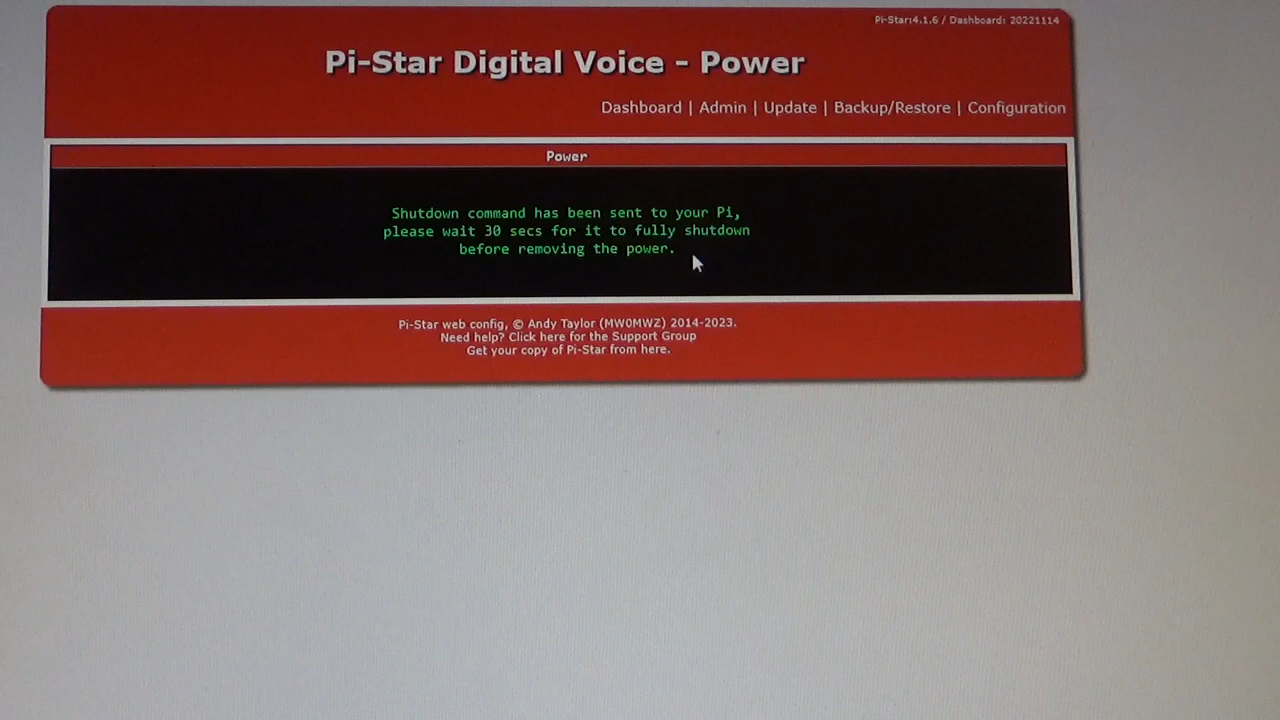 Pi-Star:4.1.6 / Dashboard: 20221114
Pi-Star Digital Voice - Power
Dashboard | Admin | Update | Backup/Restore | Configuration
Power
Shutdown command has been sent to your Pi,
please wait 30 secs for it to fully shutdown
before removing the power.
Pi-Star web config, © Andy Taylor (MW0MWZ) 2014-2023.
Need help? Click here for the Support Group
Get your copy of Pi-Star from here.